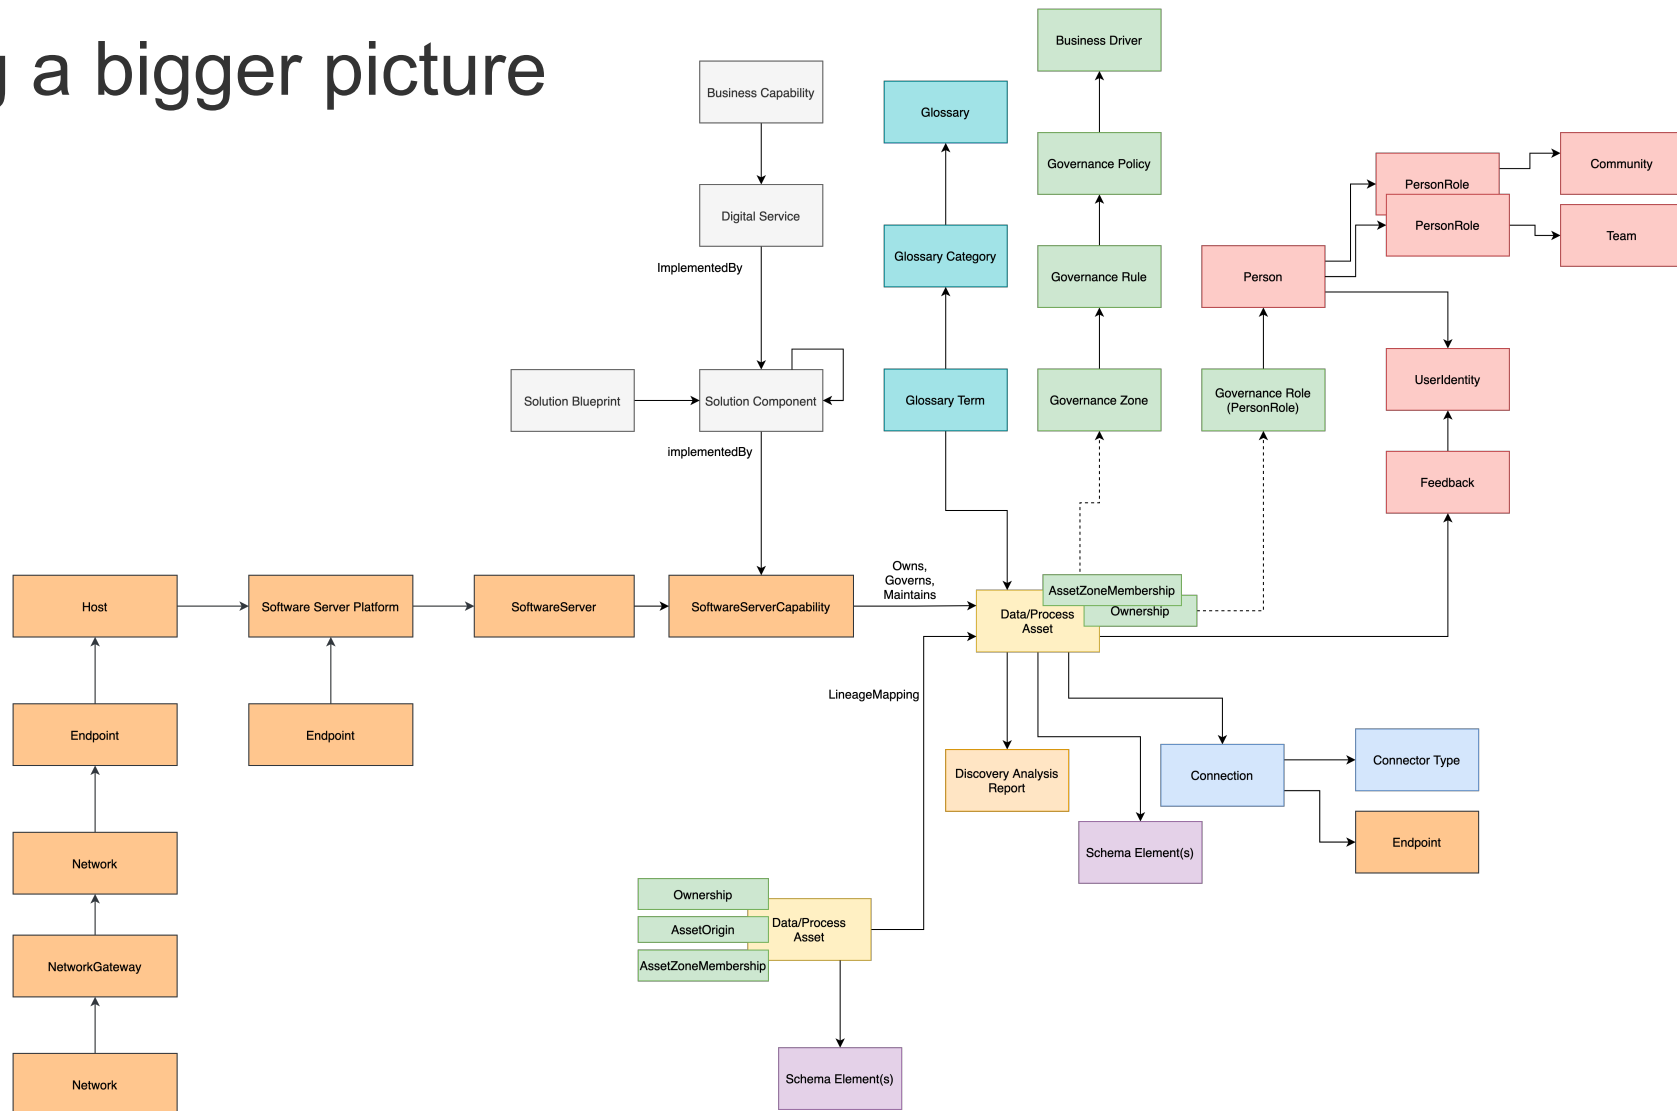 g a bigger picture
Business Driver
Business Capability
Glossary
Governance Policy
Community
PersonRole
Digital Service
PersonRole
Team
Glossary Category
ImplementedBy
Governance Rule
Person
UserIdentity
Solution Blueprint
Solution Component
Glossary Term
Governance Zone
Governance Role
(PersonRole)
implementedBy
Feedback
Owns,
Governs,
Maintains
AssetZoneMembership
Ownership
Host
Software Server Platform
SoftwareServer
SoftwareServerCapability
Data/Process
Asset
LineageMapping
Endpoint
Endpoint
Discovery Analysis
Report
Connection
Connector Type
Schema Element(s)
Endpoint
Network
Ownership
AssetOrigin
AssetZoneMembership
Data/Process
Asset
NetworkGateway
Schema Element(s)
Network